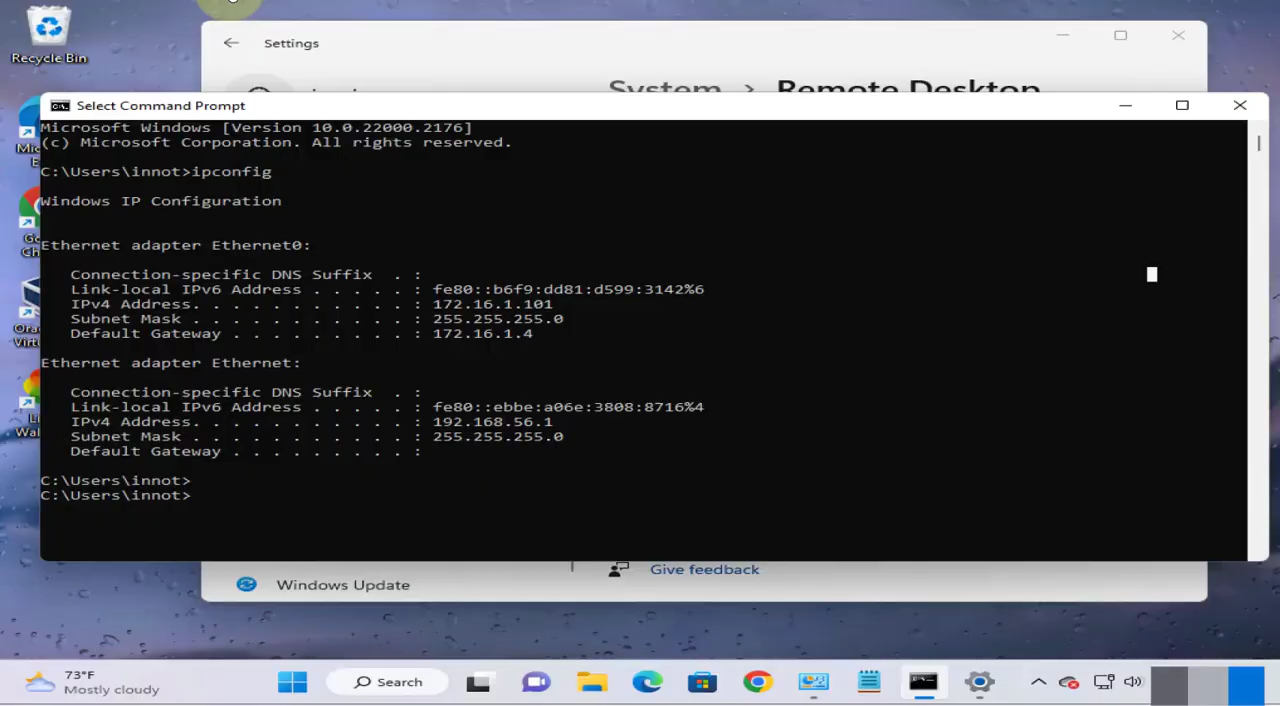 Recycle Bin
Settings
System > Remote Desktop
Select Command Prompt
Microsoft Windows [Version 10.0.22000.2176]
(c) Microsoft Corporation. All rights reserved.
C:\Users\innot>ipconfig
Windows IP Configuration
Ethernet adapter Ethernet0:
Connection-specific DNS Suffix . :
Link-local IPv6 Address . . . . . : fe80::b6f9:dd81:d599:3142%6
IPv4 Address. . . . . . . . . . . : 172.16.1.101
Subnet Mask . . . . . . . . . . . : 255.255.255.0
Default Gateway . . . . . . . . . : 172.16.1.4
Ethernet adapter Ethernet:
Connection-specific DNS Suffix . :
Link-local IPv6 Address . . . . . : fe80::ebbe:a06e:3808:8716%4
IPv4 Address. . . . . . . . . . . : 192.168.56.1
Subnet Mask . . . . . . . . . . . : 255.255.255.0
Default Gateway . . . . . . . . . :
C:\Users\innot>
C:\Users\innot>
Give feedback
Windows Update
73°F
Mostly cloudy
Search